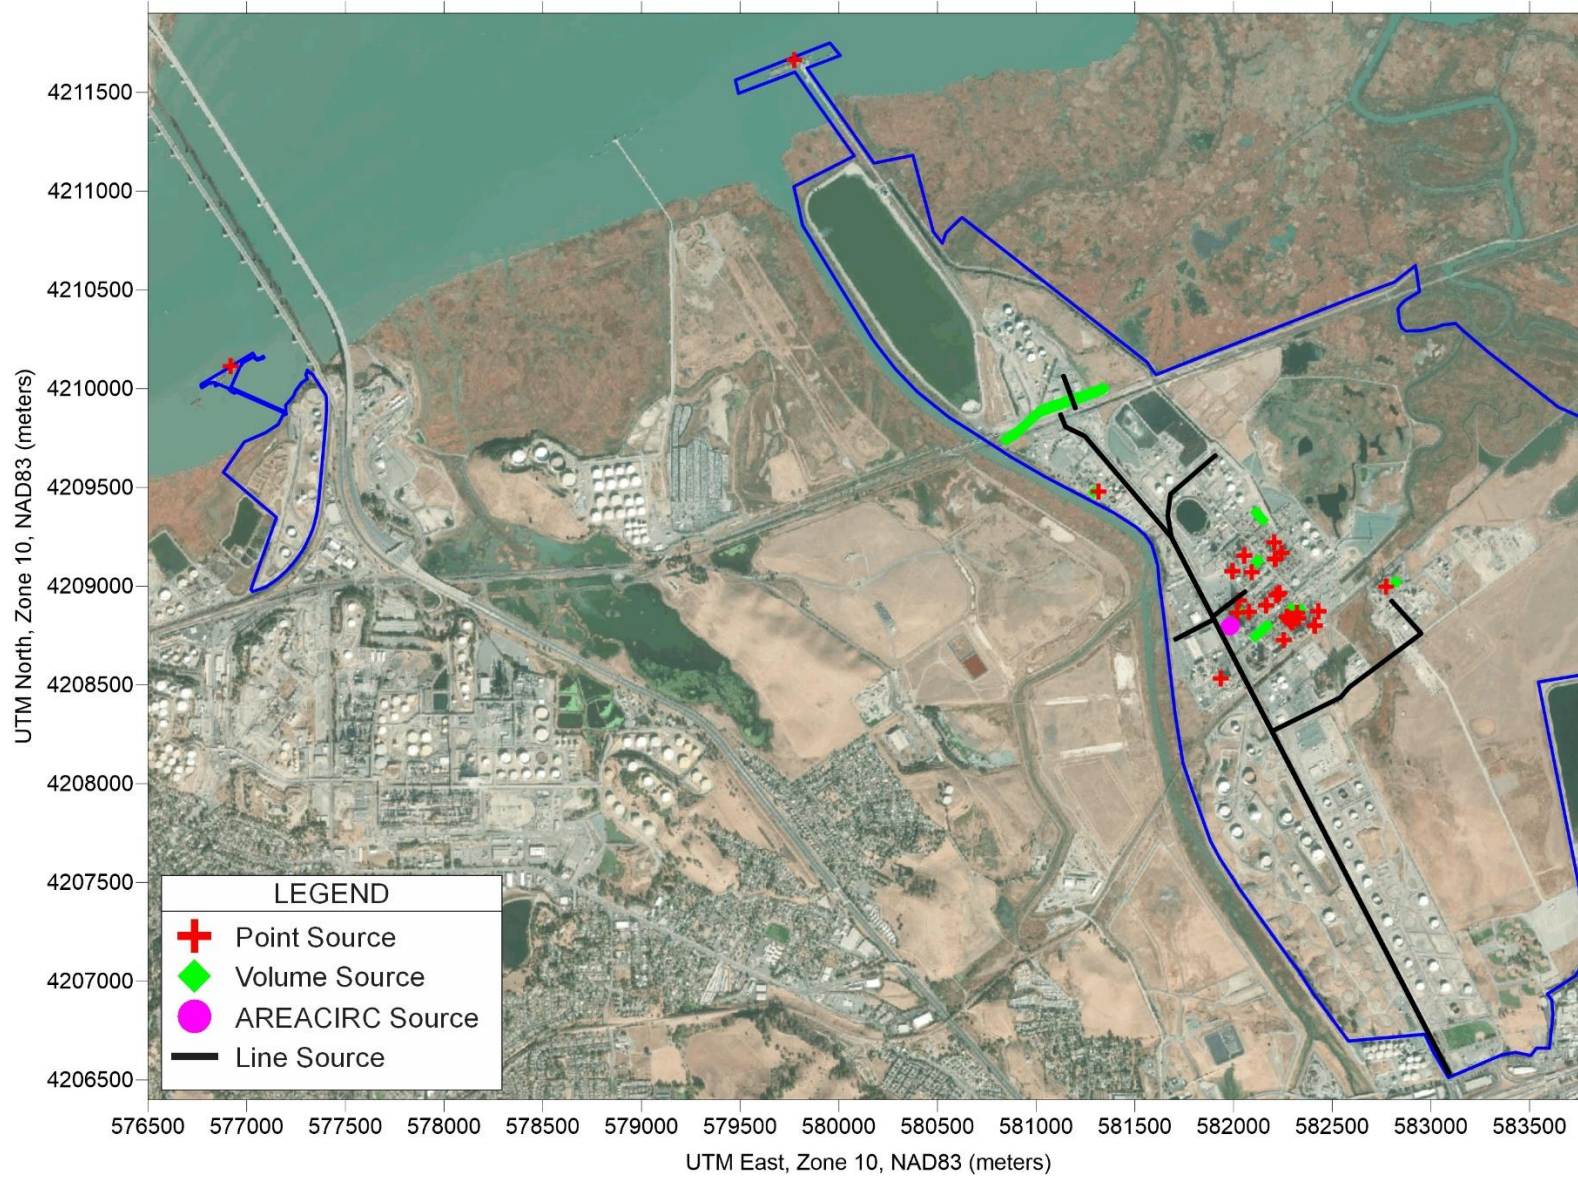 4211500
4211000
4210500
4210000
4209500
4209000
4208500
4208000
4207500
4207000
4206500
UTM North, Zone 10, NAD83 (meters)
LEGEND
Point Source
Volume Source
AREACIRC Source
Line Source
576500 577000 577500 578000 578500 579000 579500 580000 580500 581000 581500 582000 582500 583000 583500
UTM East, Zone 10, NAD83 (meters)